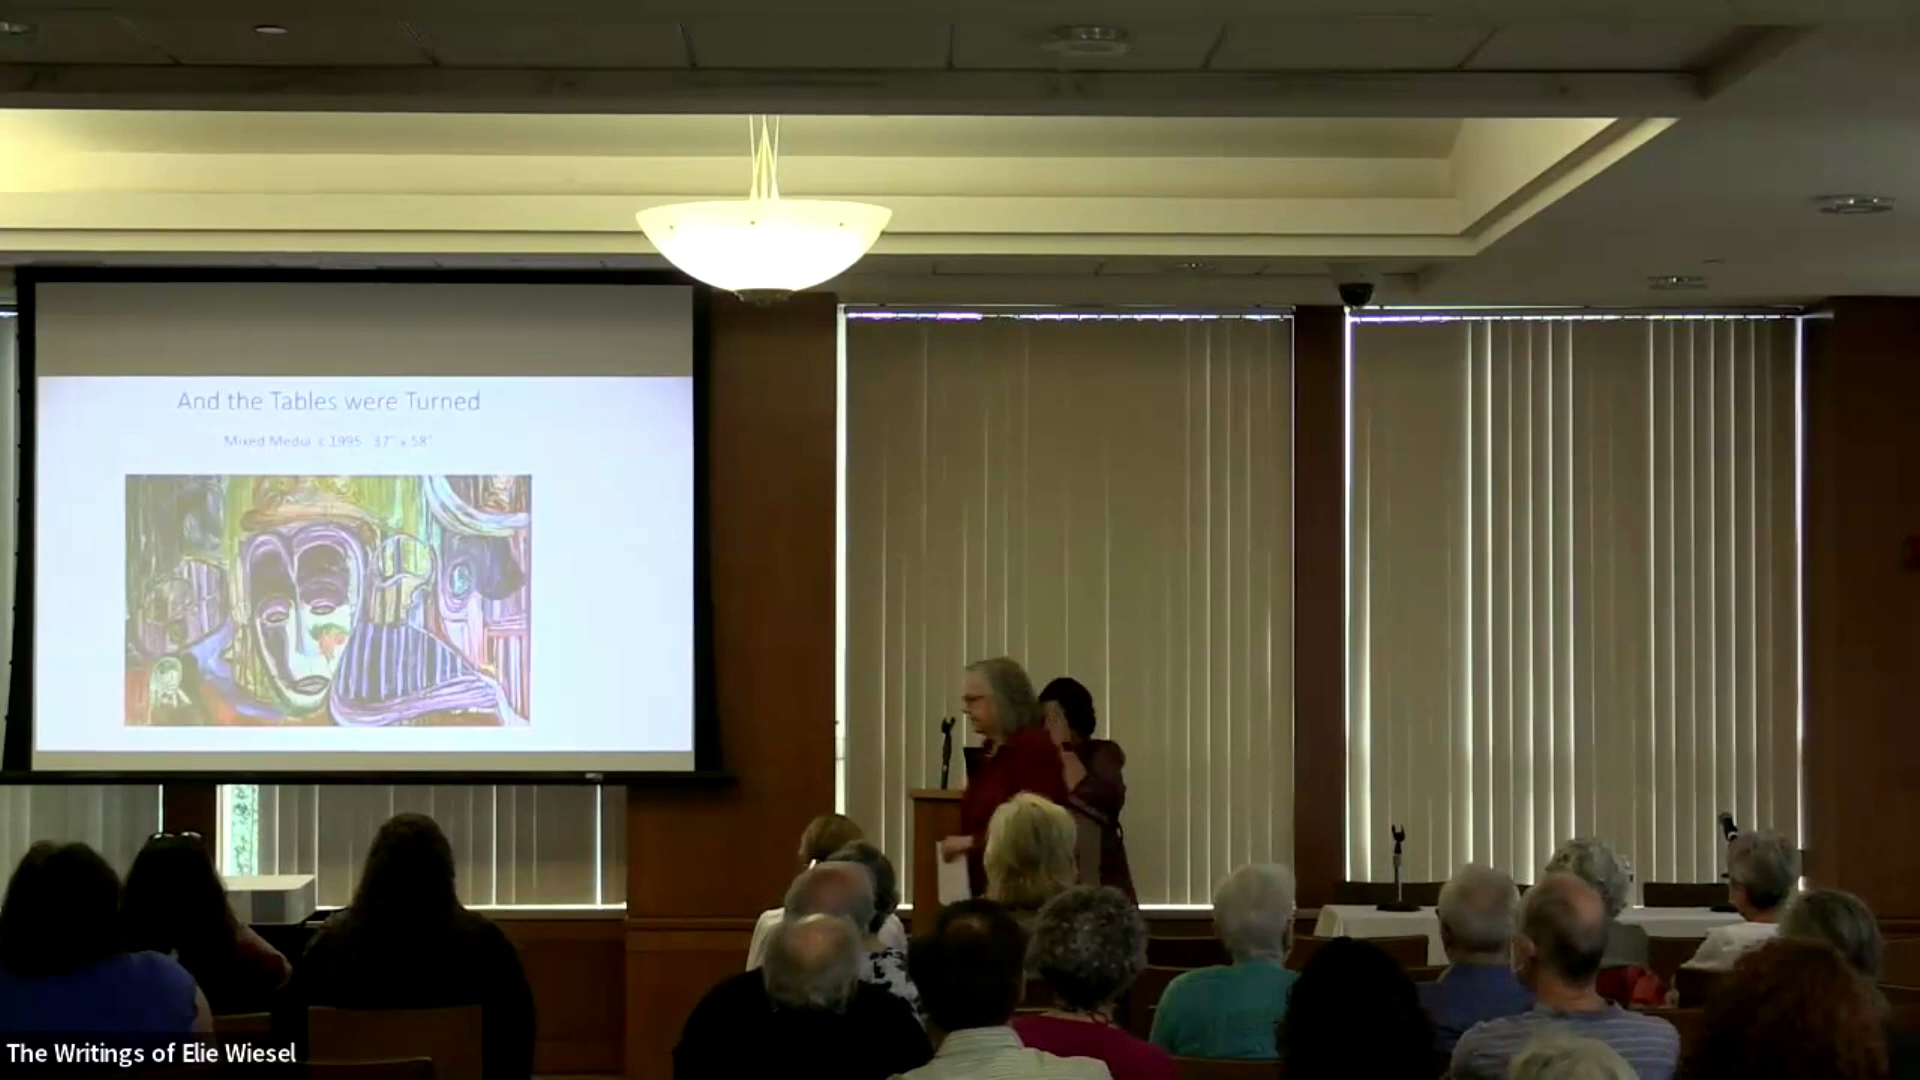 And the Tables were Turned
Mixed Media c 1995 37" x 58"
The Writings of Elie Wiesel